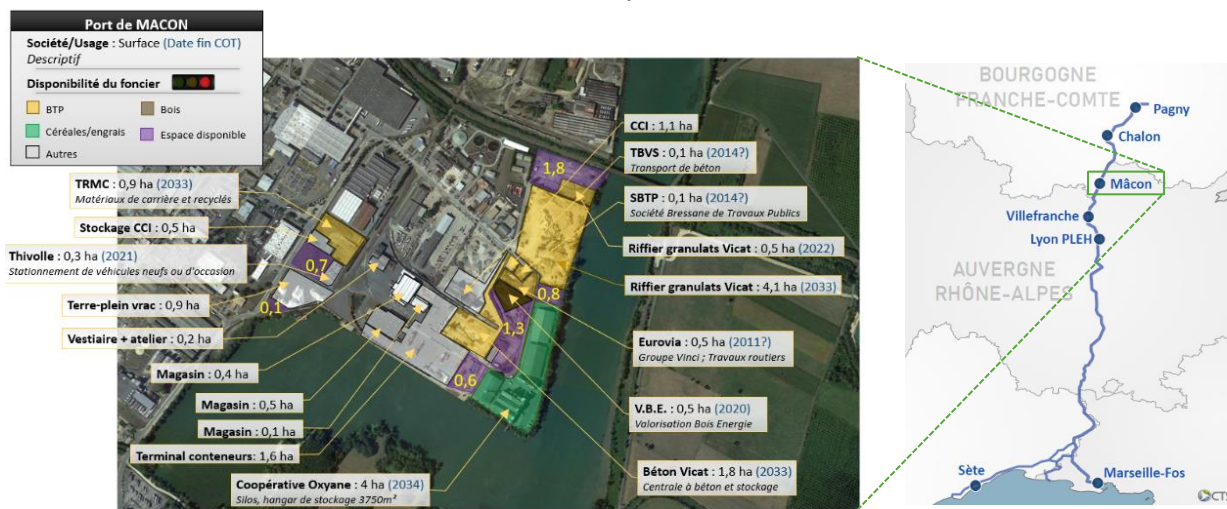 Port de MACON
Société/Usage : Surface (Date fin COT)
Descriptif
Disponibilité du foncier
BTP
Bois
Céréales/engrais
Espace disponible
Autres
TRMC : 0,9 ha (2033)
Matériaux de carrière et recyclés
Stockage CCI : 0,5 ha
Thivolle : 0,3 ha (2021)
Stationnement de véhicules neufs ou d'occasion
Terre-plein vrac : 0,9 ha
Vestiaire + atelier : 0,2 ha
Magasin : 0,4 ha
Magasin : 0,5 ha
Magasin : 0,1 ha
Terminal conteneurs: 1,6 ha
Coopérative Oxyane : 4 ha (2034)
Silos, hangar de stockage 3750m²
0,7
0,1
1,8
0,8
1,3
0,6
CCI : 1,1 ha
TBVS : 0,1 ha (2014?)
Transport de béton
SBTP : 0,1 ha (2014?)
Société Bressane de Travaux Publics
Riffier granulats Vicat : 0,5 ha (2022)
Riffier granulats Vicat : 4,1 ha (2033)
Eurovia : 0,5 ha (2011?)
Groupe Vinci ; Travaux routiers
V.B.E. : 0,5 ha (2020)
Valorisation Bois Energie
Béton Vicat : 1,8 ha (2033)
Centrale à béton et stockage
BOURGOGNE
FRANCHE-COMTE
Pagny
Chalon
Mâcon
Villefranche
Lyon PLEH
AUVERGNE
RHÔNE-ALPES
Sète
Marseille-Fos